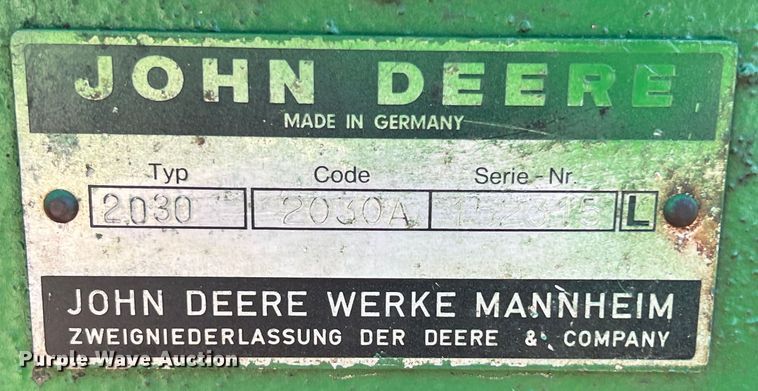 JOHN DEERE
MADE IN GERMANY
Typ Code Serie-Nr.
2030 2030A L
JOHN DEERE WERKE MANNHEIM
ZWEIGNIEDERLASSUNG DER DEERE & COMPANY
Purple Wave Auction